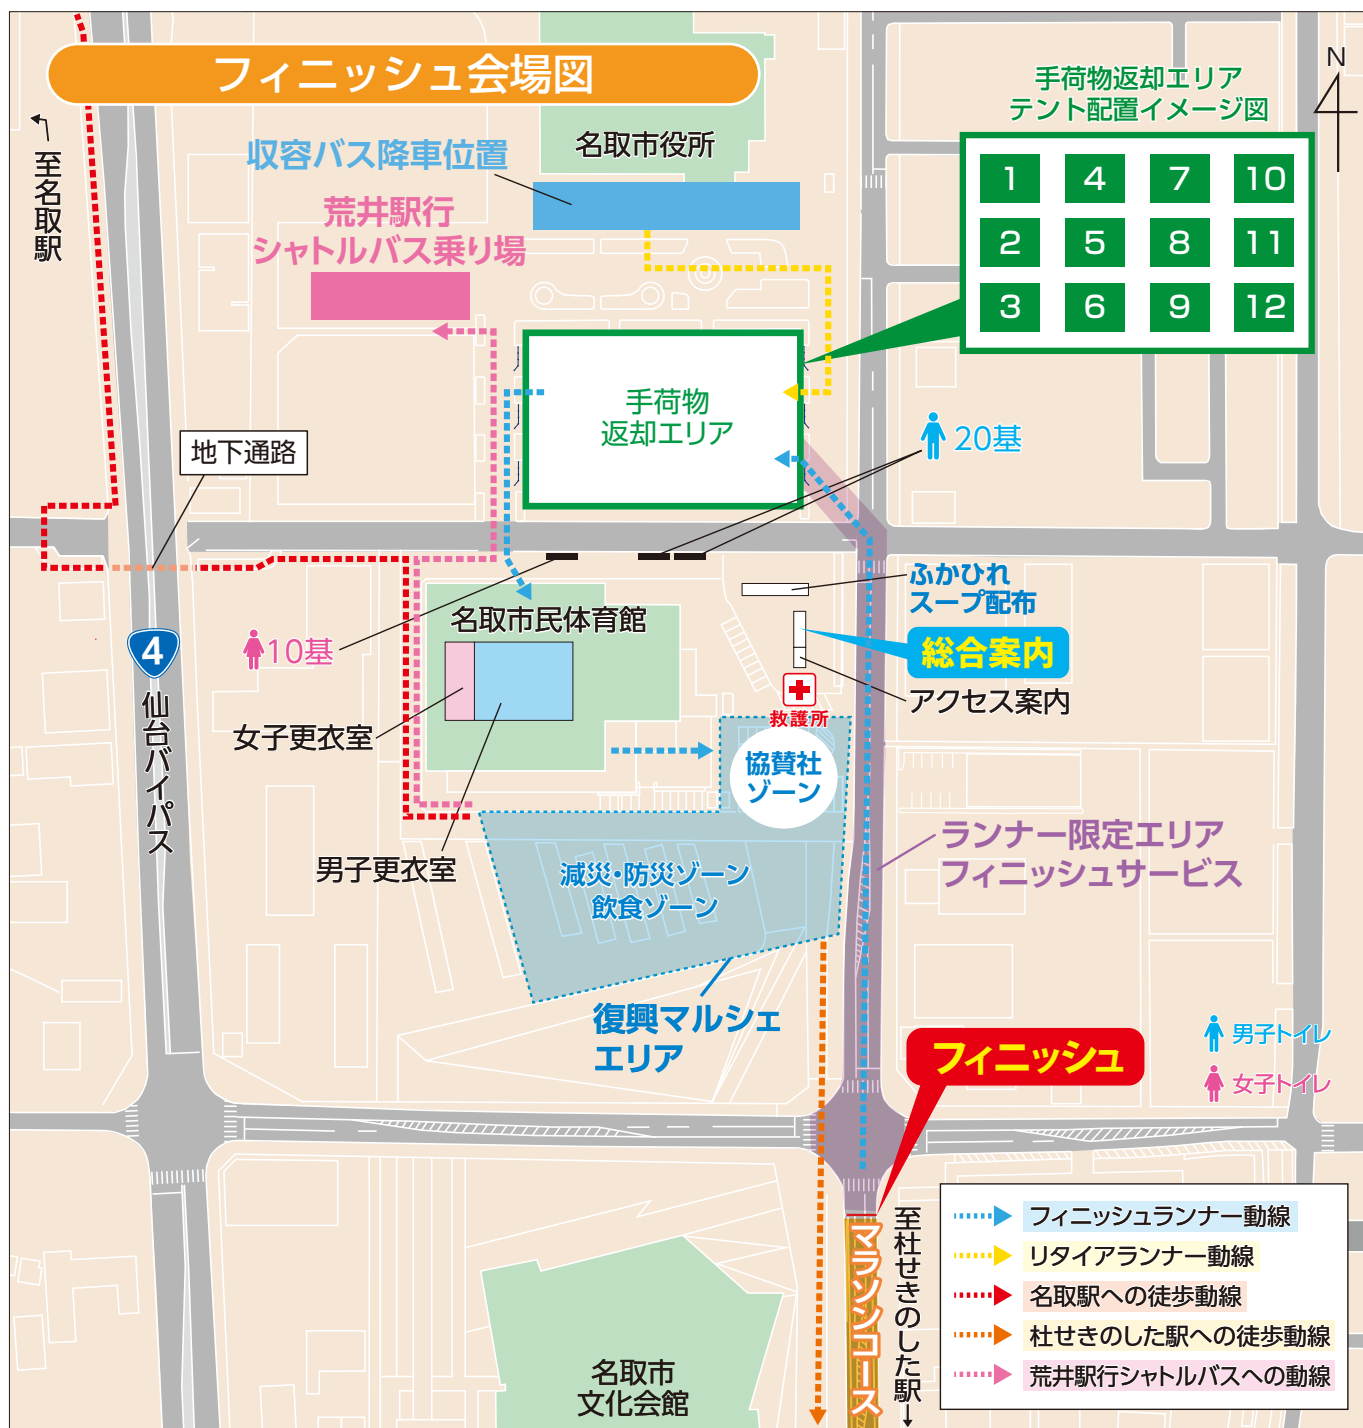 フィニッシュ会場図
N
至名取駅
収容バス降車位置
名取市役所
手荷物返却エリア
テント配置イメージ図
1 4 7 10
2 5 8 11
3 6 9 12
荒井駅行
シャトルバス乗り場
手荷物
返却エリア
地下通路
20基
ふかひれ
スープ配布
名取市民体育館
総合案内
10基
4
仙台バイパス
アクセス案内
救護所
女子更衣室
協賛社
ゾーン
男子更衣室
ランナー限定エリア
フィニッシュサービス
減災・防災ゾーン
飲食ゾーン
復興マルシェ
エリア
フィニッシュ
男子トイレ
女子トイレ
マラソンコース
至杜せきのした駅
名取市
文化会館
フィニッシュランナー動線
リタイアランナー動線
名取駅への徒歩動線
杜せきのした駅への徒歩動線
荒井駅行シャトルバスへの動線